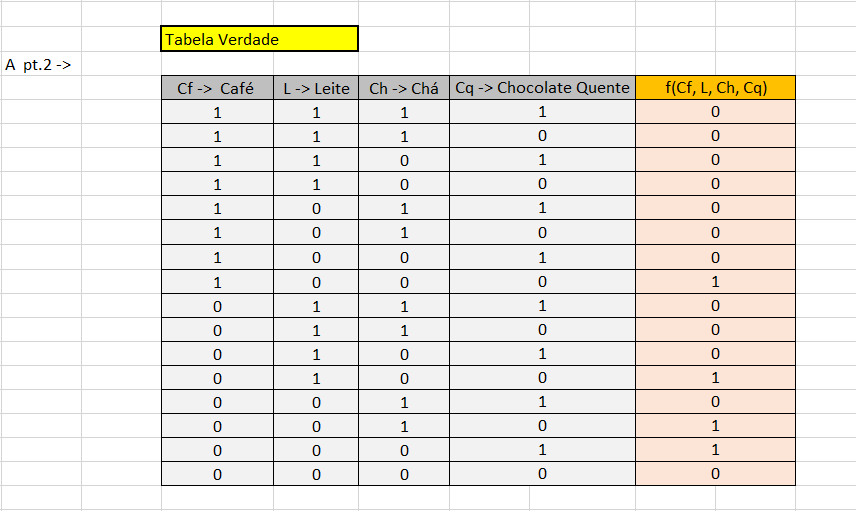 Tabela Verdade
A pt.2 ->
Cf -> Café L -> Leite Ch -> Chá Cq -> Chocolate Quente f(Cf, L, Ch, Cq)
1 1 1 1 0
1 1 1 0 0
1 1 0 1 0
1 1 0 0 0
1 0 1 1 0
1 0 1 0 0
1 0 0 1 0
1 0 0 0 1
0 1 1 1 0
0 1 1 0 0
0 1 0 1 0
0 1 0 0 1
0 0 1 1 0
0 0 1 0 1
0 0 0 1 1
0 0 0 0 0